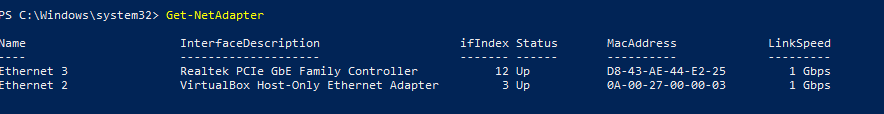 PS C:\Windows\system32> Get-NetAdapter
Name InterfaceDescription ifIndex Status MacAddress LinkSpeed
---- -------------------- ------- ------ ---------- ---------
Ethernet 3 Realtek PCIe GbE Family Controller 12 Up D8-43-AE-44-E2-25 1 Gbps
Ethernet 2 VirtualBox Host-Only Ethernet Adapter 3 Up 0A-00-27-00-00-03 1 Gbps